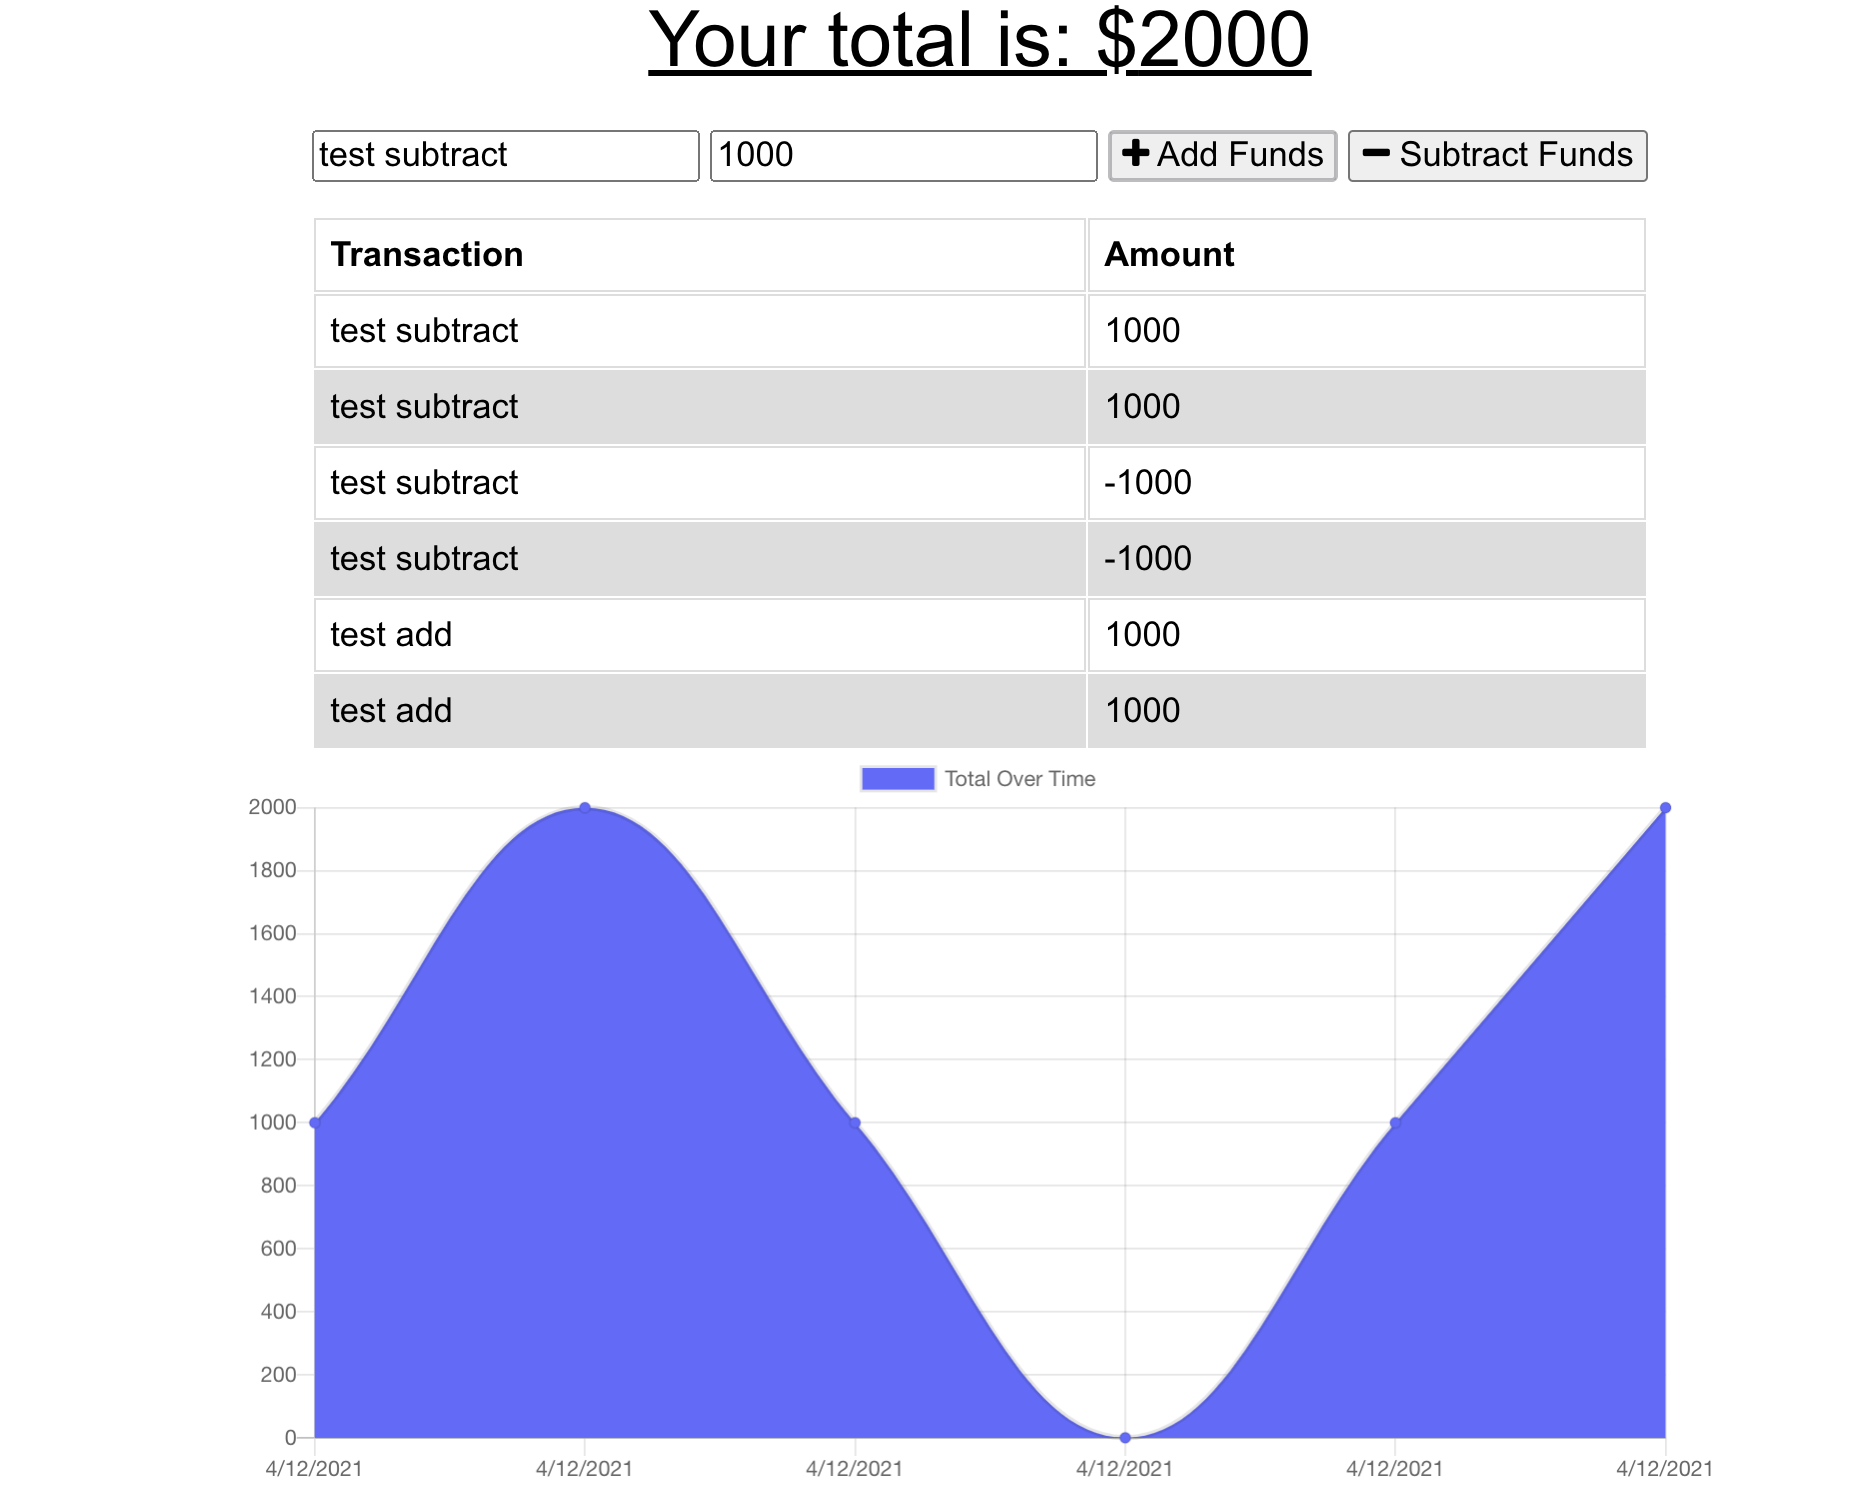 Your total is: $2000
test subtract 1000 Add Funds Subtract Funds
Transaction Amount
test subtract 1000
test subtract 1000
test subtract -1000
test subtract -1000
test add 1000
test add 1000
Total Over Time
2000
1800
1600
1400
1200
1000
800
600
400
200
0
4/12/2021 4/12/2021 4/12/2021 4/12/2021 4/12/2021 4/12/2021